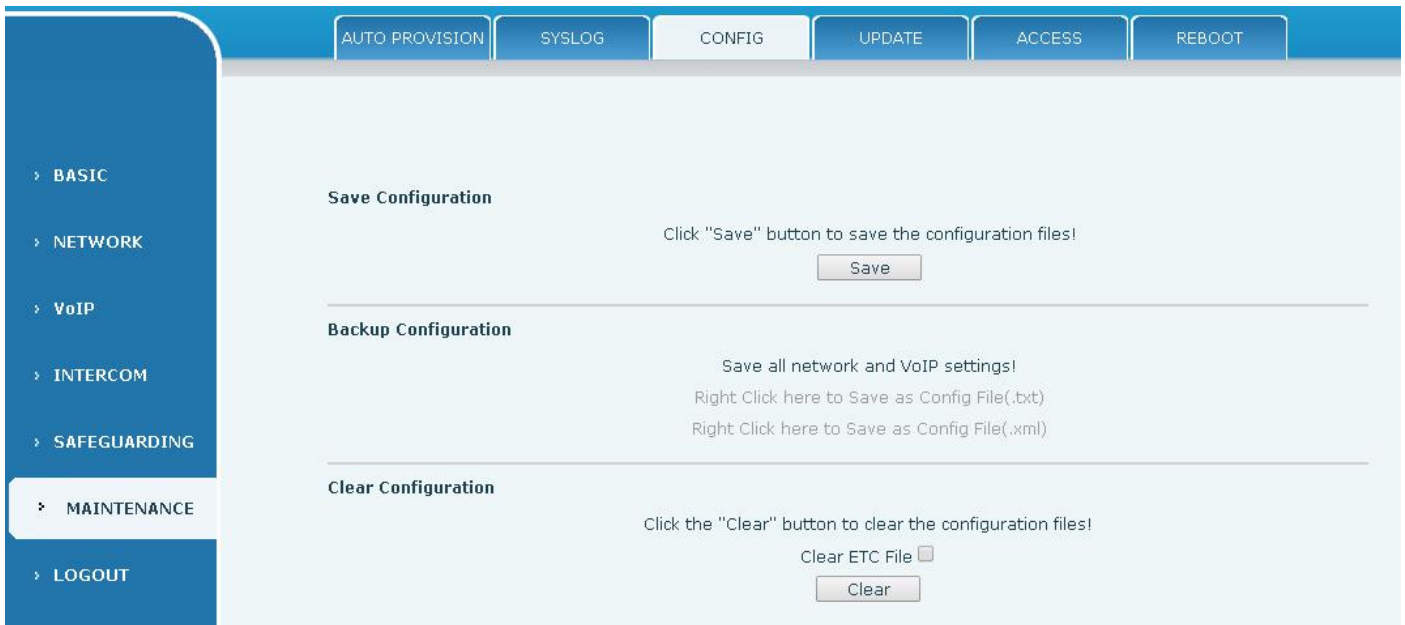 AUTO PROVISION SYSLOG CONFIG UPDATE ACCESS REBOOT
BASIC
NETWORK
VoIP
INTERCOM
SAFEGUARDING
MAINTENANCE
LOGOUT
Save Configuration
Click "Save" button to save the configuration files!
Save
Backup Configuration
Save all network and VoIP settings!
Right Click here to Save as Config File(.txt)
Right Click here to Save as Config File(.xml)
Clear Configuration
Click the "Clear" button to clear the configuration files!
Clear ETC File
Clear